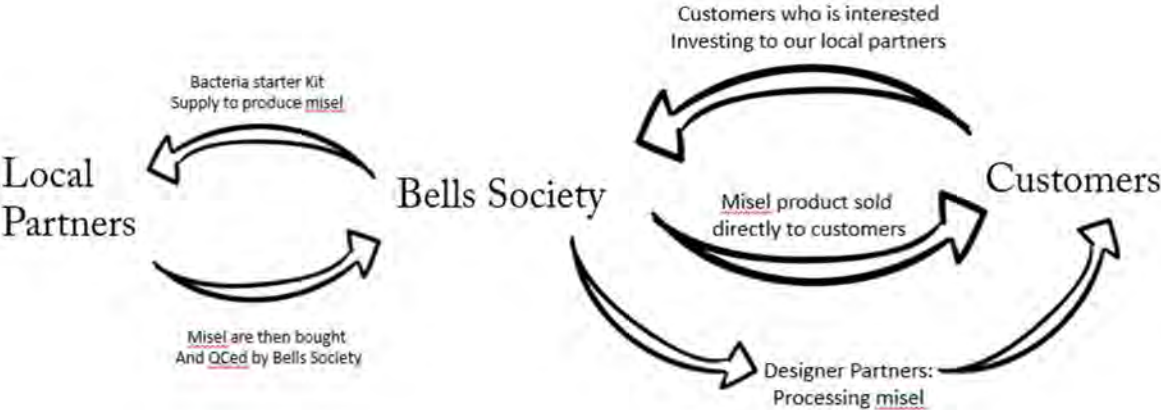 Customers who is interested
Investing to our local partners
Bacteria starter Kit
Supply to produce misel
Local
Partners
Bells Society
Customers
Misel product sold
directly to customers
Misel are then bought
And QCed by Bells Society
Designer Partners:
Processing misel